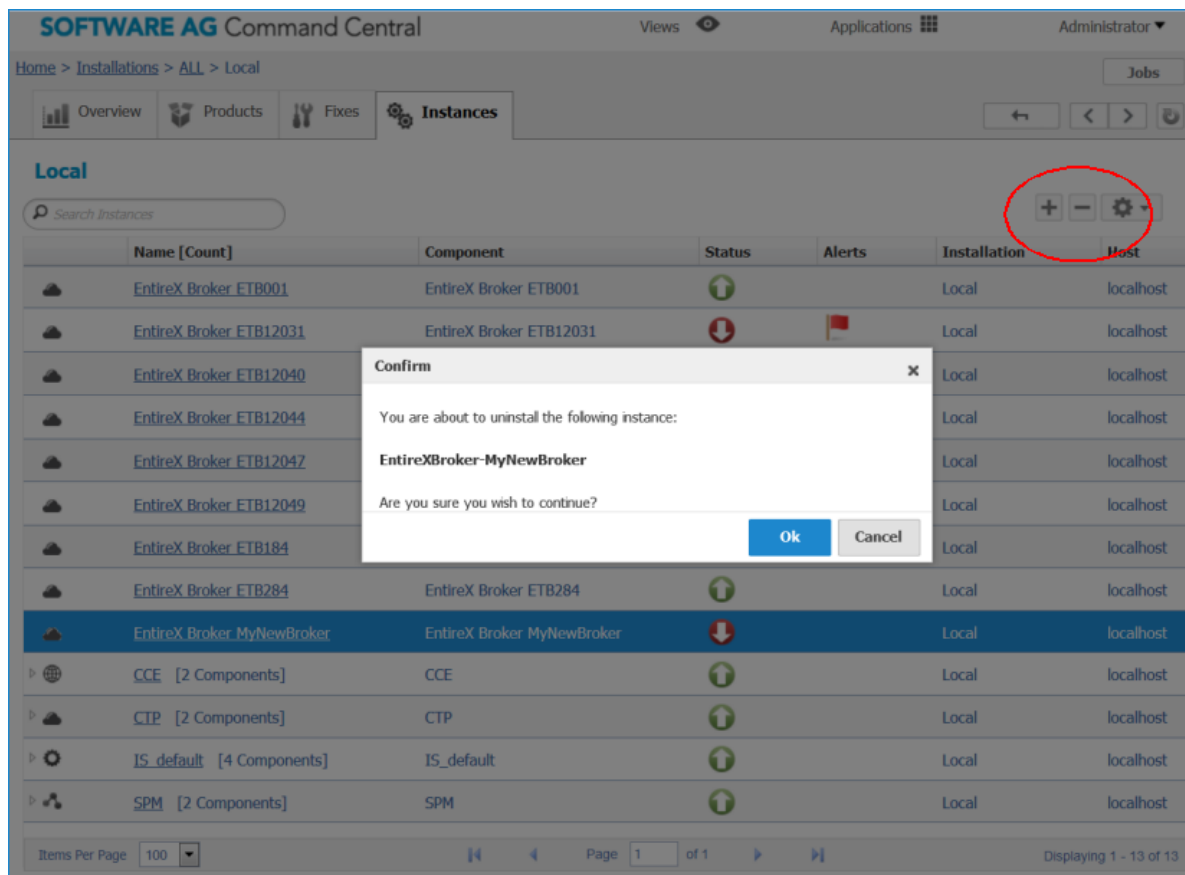 SOFTWARE AG Command Central Views Applications Administrator
Home > Installations > ALL > Local
Jobs
Overview Products Fixes Instances
Local
Search Instances
Name [Count] Component Status Alerts Installation Host
EntireX Broker ETB001 EntireX Broker ETB001 Local localhost
EntireX Broker ETB12031 EntireX Broker ETB12031 Local localhost
EntireX Broker ETB12040 Local localhost
EntireX Broker ETB12044 Local localhost
EntireX Broker ETB12047 Local localhost
EntireX Broker ETB12049 Local localhost
EntireX Broker ETB184 Local localhost
Confirm
You are about to uninstall the following instance:
EntireXBroker-MyNewBroker
Are you sure you wish to continue?
Ok Cancel
EntireX Broker ETB284 EntireX Broker ETB284 Local localhost
EntireX Broker MyNewBroker EntireX Broker MyNewBroker Local localhost
CCE [2 Components] CCE Local localhost
CTP [2 Components] CTP Local localhost
IS_default [4 Components] IS_default Local localhost
SPM [2 Components] SPM Local localhost
Items Per Page 100 Page 1 of 1 Displaying 1 - 13 of 13